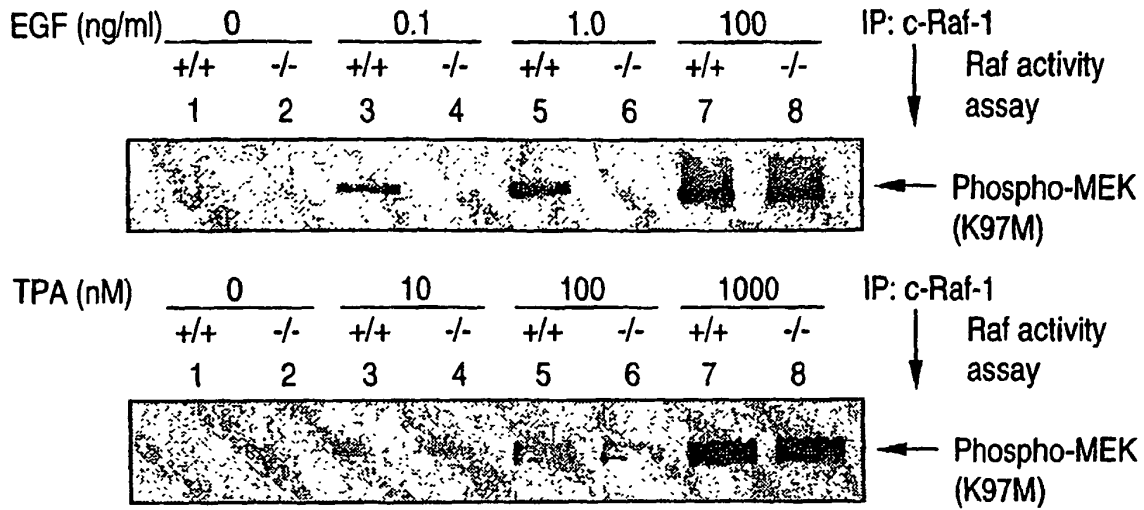 EGF (ng/ml) 0 0.1 1.0 100 IP: c-Raf-1
+/+ -/- +/+ -/- +/+ -/- +/+ -/- Raf activity
1 2 3 4 5 6 7 8 assay
Phospho-MEK
(K97M)
TPA (nM) 0 10 100 1000 IP: c-Raf-1
+/+ -/- +/+ -/- +/+ -/- +/+ -/- Raf activity
1 2 3 4 5 6 7 8 assay
Phospho-MEK
(K97M)